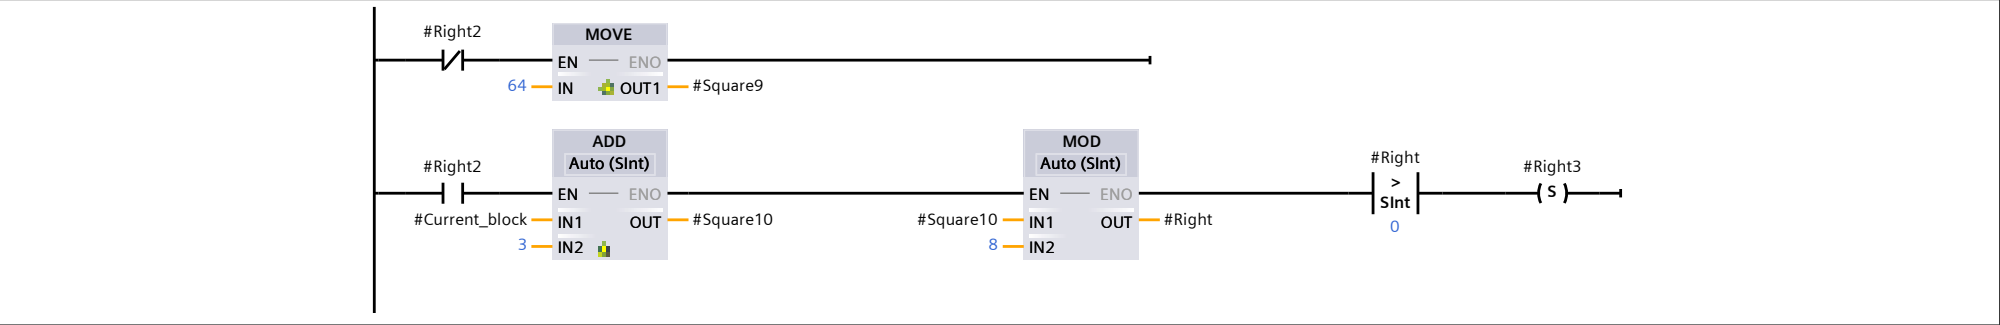 #Right2
MOVE
EN ENO
64 IN OUT1 #Square9
ADD
#Right2 Auto (SInt)
EN ENO
#Current_block IN1 OUT #Square10
3 IN2
MOD
Auto (SInt)
EN ENO
#Square10 IN1 OUT #Right
8 IN2
#Right
>
SInt
0
#Right3
S